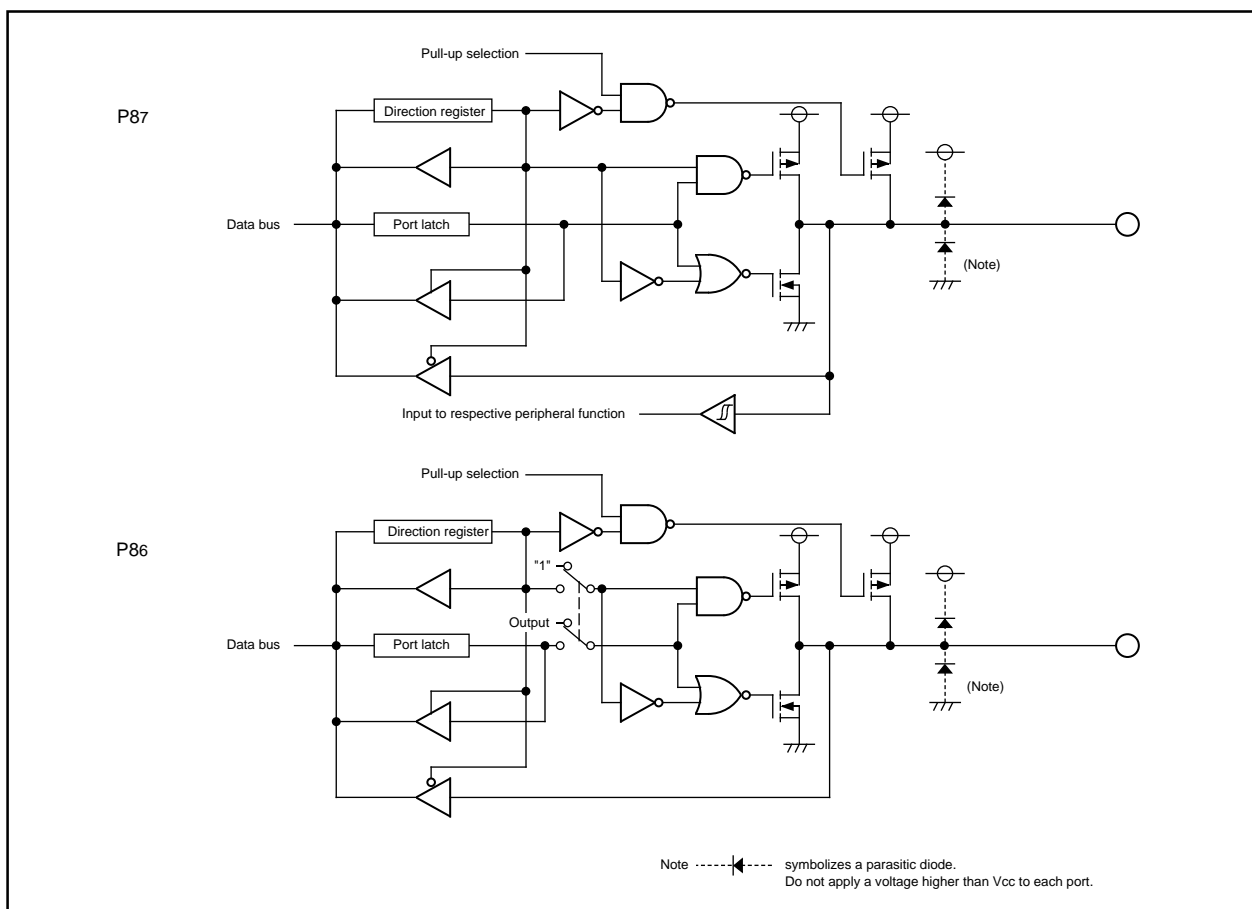 Pull-up selection
P87
Direction register
Data bus
Port latch
(Note)
Input to respective peripheral function
Pull-up selection
P86
Direction register
"1"
Output
Data bus
Port latch
(Note)
Note
symbolizes a parasitic diode.
Do not apply a voltage higher than Vcc to each port.